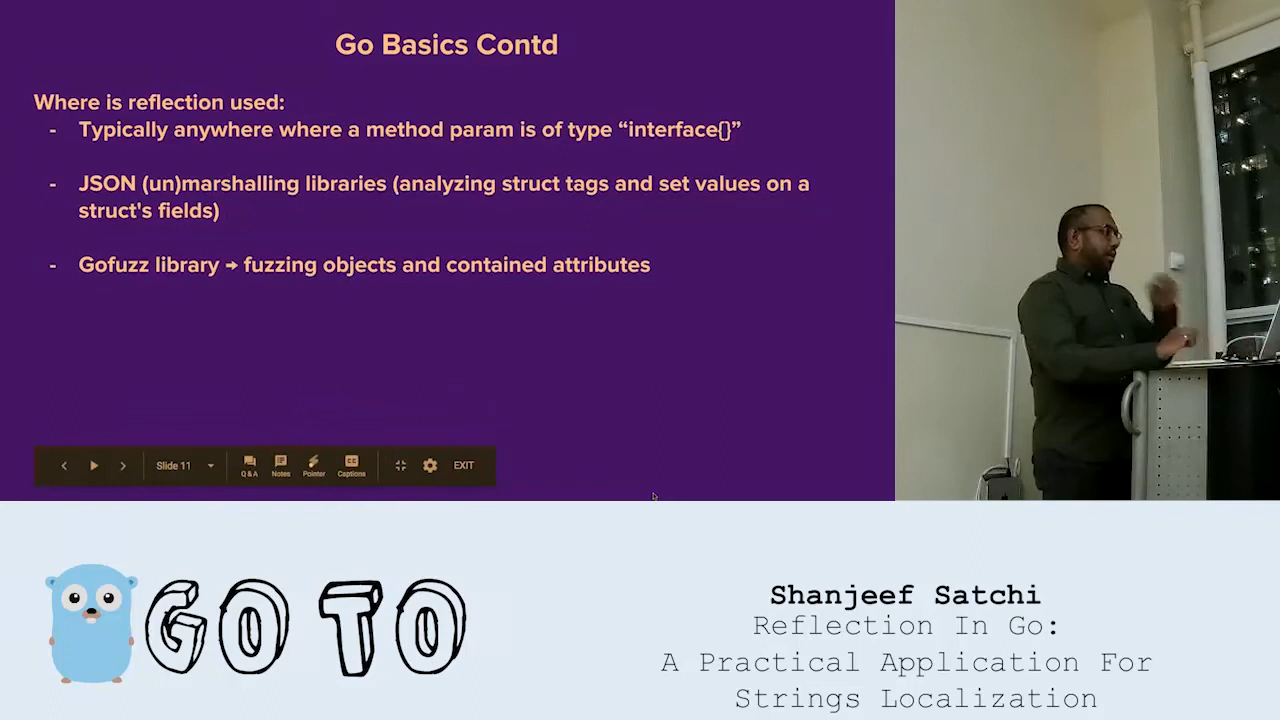 Go Basics Contd
Where is reflection used:
- Typically anywhere where a method param is of type “interface{}”
- JSON (un)marshalling libraries (analyzing struct tags and set values on a
struct's fields)
- Gofuzz library → fuzzing objects and contained attributes
Slide 11
Q & A
Notes
Pointer
Captions
EXIT
GO TO
Shanjeef Satchi
Reflection In Go:
A Practical Application For
Strings Localization